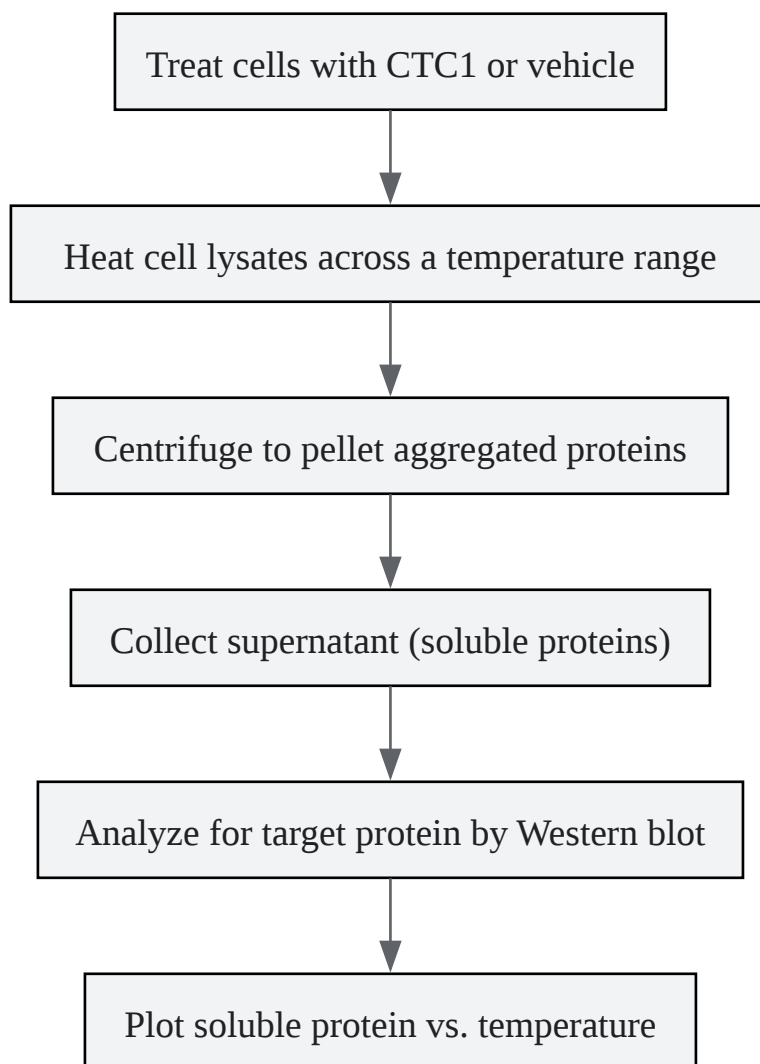 Treat cells with CTC1 or vehicle
Heat cell lysates across a temperature range
Centrifuge to pellet aggregated proteins
Collect supernatant (soluble proteins)
Analyze for target protein by Western blot
Plot soluble protein vs. temperature